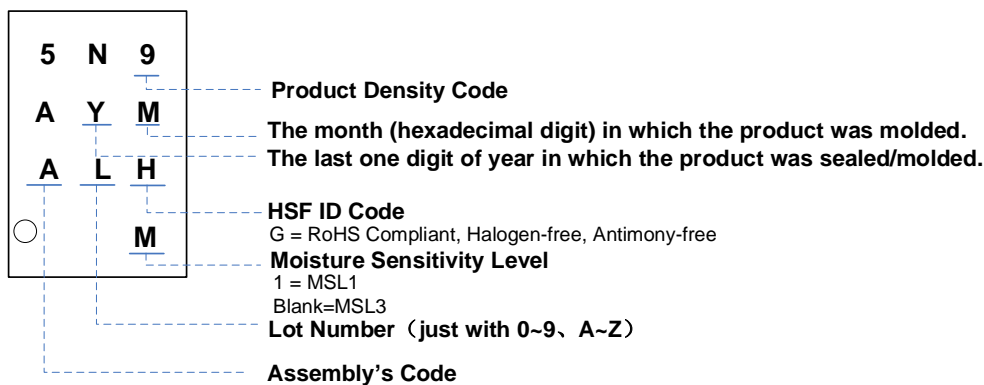 5 N 9
Product Density Code
A Y M
The month (hexadecimal digit) in which the product was molded.
The last one digit of year in which the product was sealed/molded.
A L H
HSF ID Code
G = RoHS Compliant, Halogen-free, Antimony-free
M
Moisture Sensitivity Level
1 = MSL1
Blank=MSL3
Lot Number（just with 0~9、A~Z）
Assembly's Code